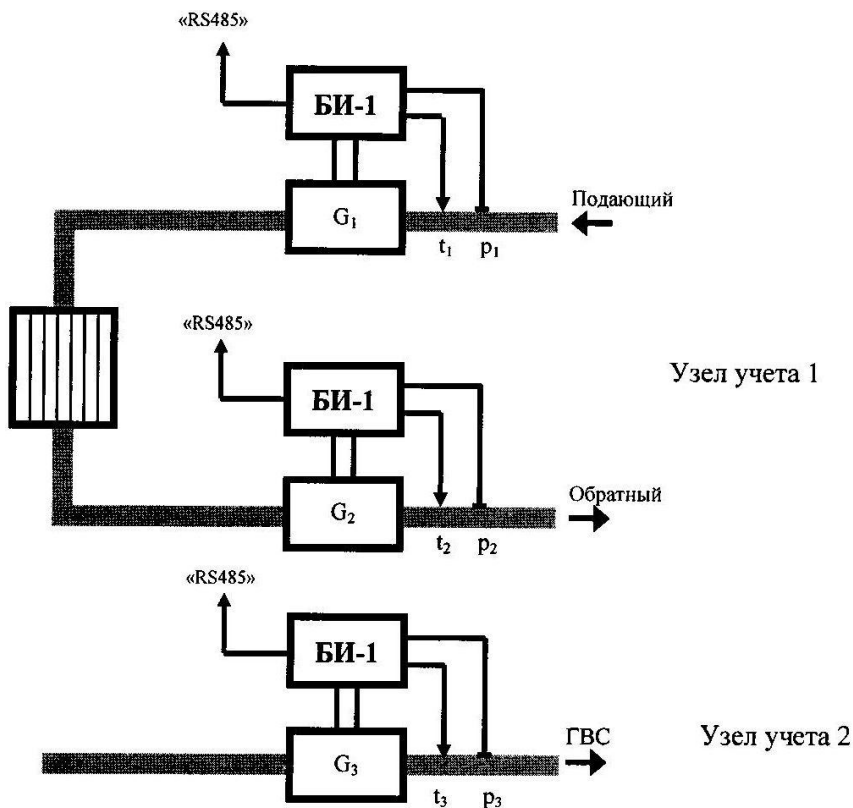 «RS485»
БИ-1
G₁
Подающий
t₁ p₁
«RS485»
Узел учета 1
БИ-1
G₂
Обратный
t₂ p₂
«RS485»
БИ-1
ГВС
Узел учета 2
G₃
t₃ p₃